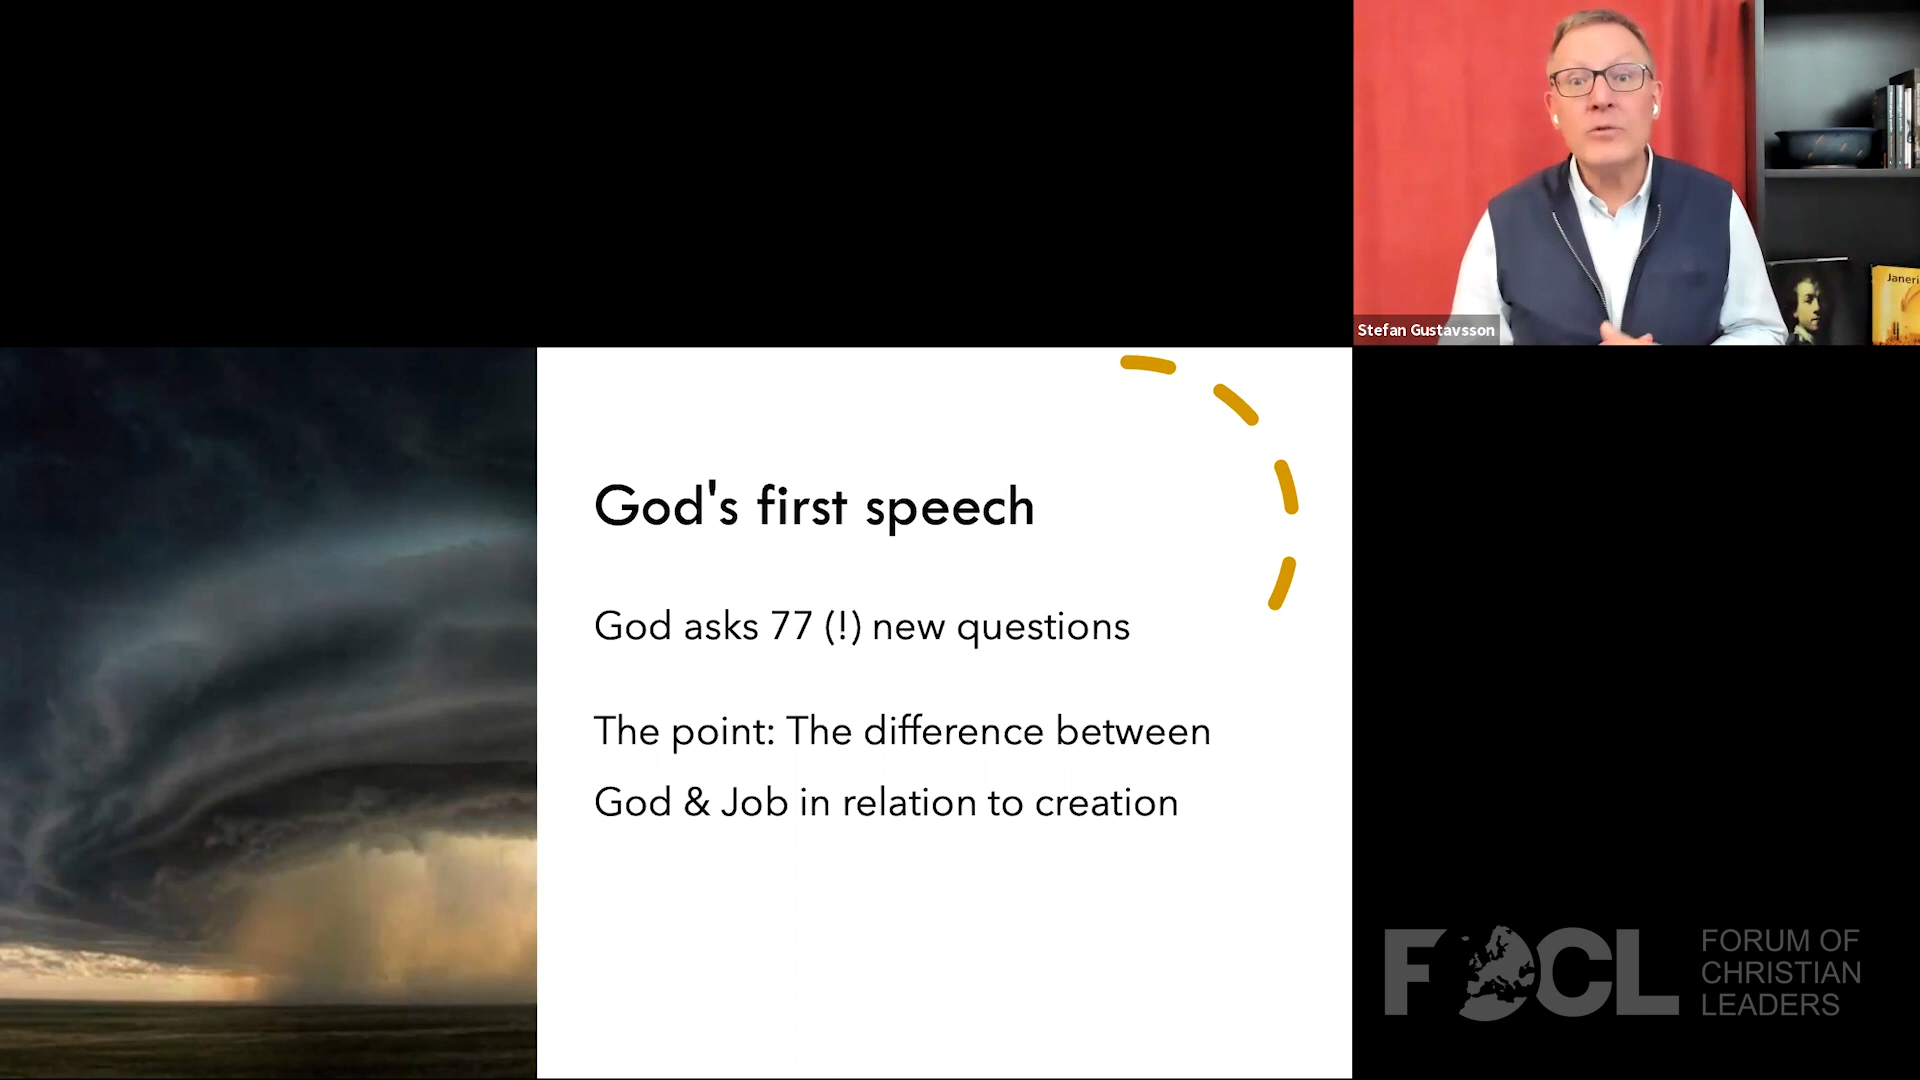 Janeri
Stefan Gustavsson
God's first speech
God asks 77 (!) new questions
The point: The difference between
God & Job in relation to creation
FOCL
FORUM OF
CHRISTIAN
LEADERS